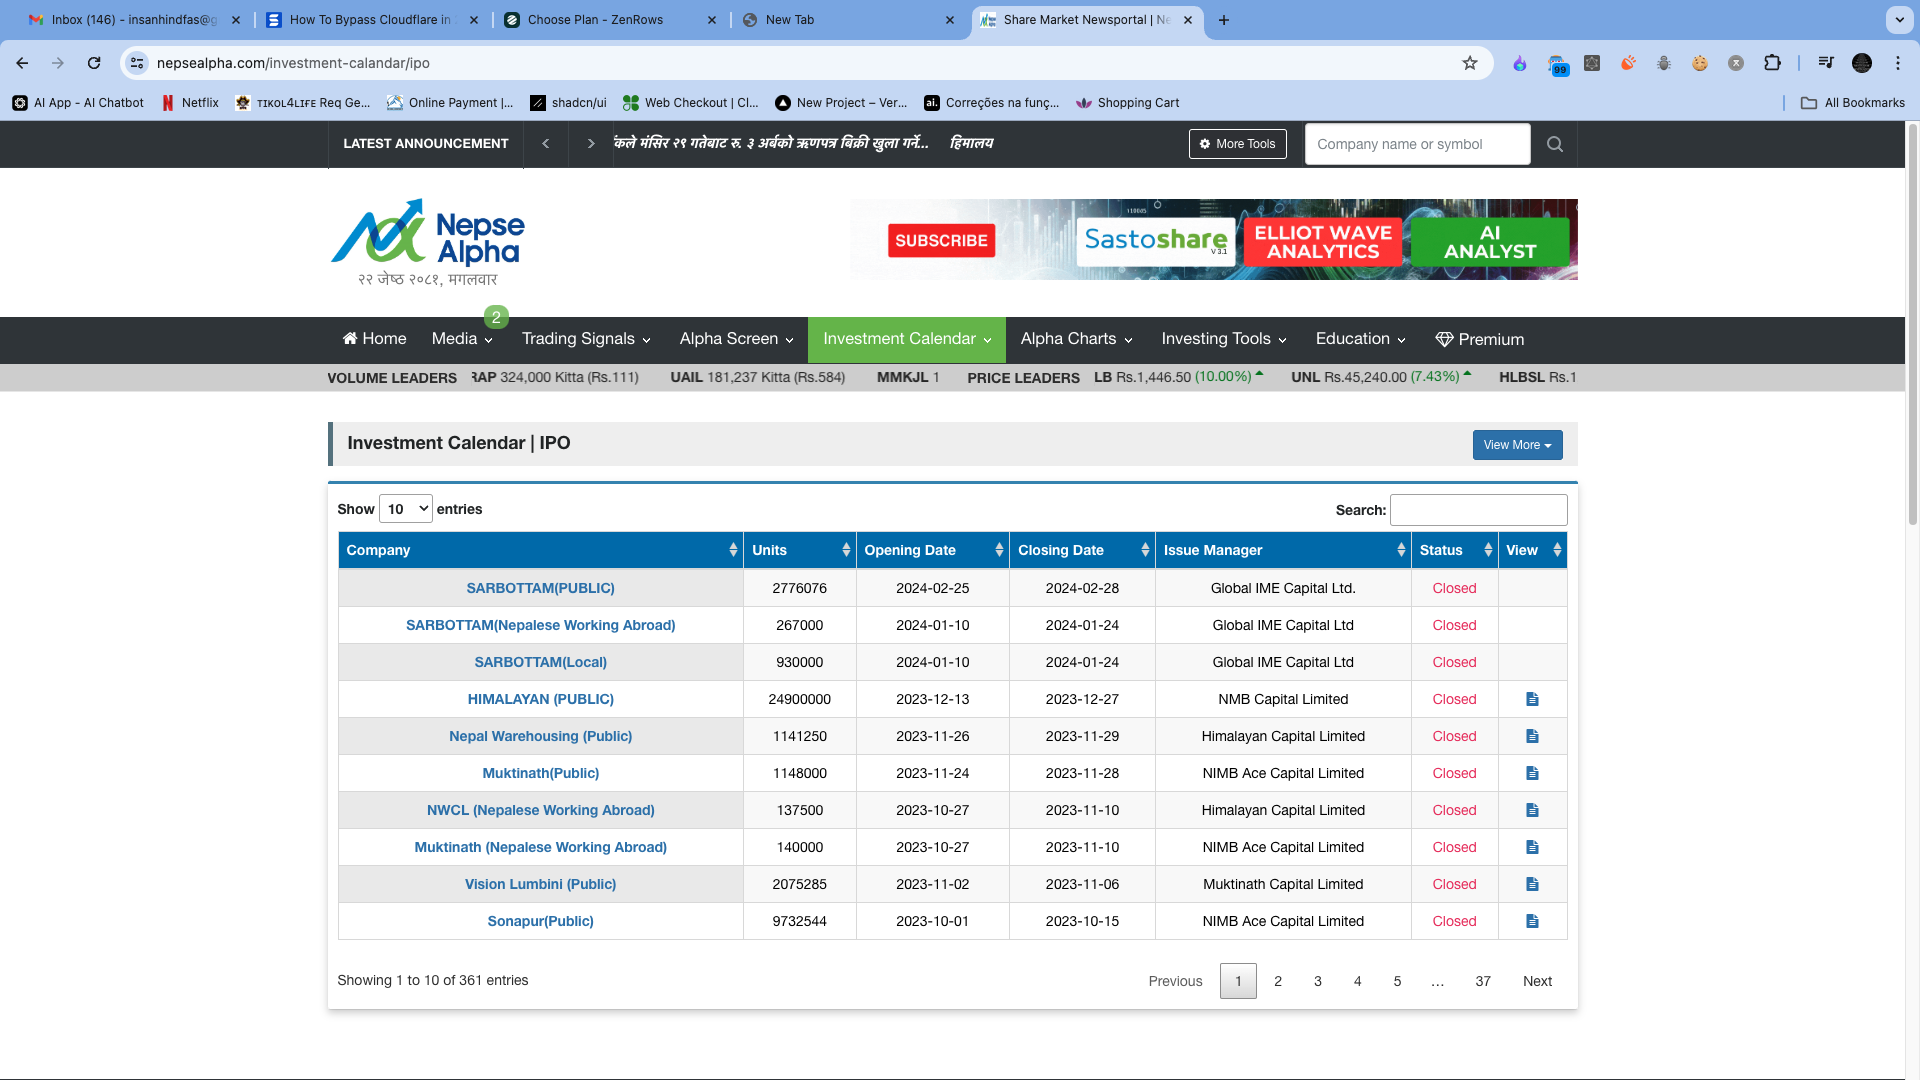 Inbox (146) - insanhindfas@g
How To Bypass Cloudflare in
Choose Plan - ZenRows
New Tab
Share Market Newsportal | Ne
nepsealpha.com/investment-calandar/ipo
99
AI App - AI Chatbot
Netflix
ᴛɪᴋᴏʟ4ʟɪғᴇ Req Ge...
Online Payment |...
shadcn/ui
Web Checkout | Cl...
New Project – Ver...
ai. Correções na funç...
Shopping Cart
All Bookmarks
LATEST ANNOUNCEMENT
मंसिर २९ गतेबाट रु. ३ अर्बको ऋणपत्र बिक्री खुला गर्ने...
हिमालय
More Tools
Company name or symbol
Nepse
Alpha
२२ जेष्ठ २०८१, मगलवार
SUBSCRIBE
Sastoshare
V 3.1
ELLIOT WAVE
ANALYTICS
AI
ANALYST
Home
Media
2
Trading Signals
Alpha Screen
Investment Calendar
Alpha Charts
Investing Tools
Education
Premium
VOLUME LEADERS
RAP 324,000 Kitta (Rs.111)
UAIL 181,237 Kitta (Rs.584)
MMKJL 1
PRICE LEADERS
LB Rs.1,446.50 (10.00%)
UNL Rs.45,240.00 (7.43%)
HLBSL Rs.1
Investment Calendar | IPO
View More
Show 10 entries
Search:
Company Units Opening Date Closing Date Issue Manager Status View
SARBOTTAM(PUBLIC) 2776076 2024-02-25 2024-02-28 Global IME Capital Ltd. Closed
SARBOTTAM(Nepalese Working Abroad) 267000 2024-01-10 2024-01-24 Global IME Capital Ltd Closed
SARBOTTAM(Local) 930000 2024-01-10 2024-01-24 Global IME Capital Ltd Closed
HIMALAYAN (PUBLIC) 24900000 2023-12-13 2023-12-27 NMB Capital Limited Closed
Nepal Warehousing (Public) 1141250 2023-11-26 2023-11-29 Himalayan Capital Limited Closed
Muktinath(Public) 1148000 2023-11-24 2023-11-28 NIMB Ace Capital Limited Closed
NWCL (Nepalese Working Abroad) 137500 2023-10-27 2023-11-10 Himalayan Capital Limited Closed
Muktinath (Nepalese Working Abroad) 140000 2023-10-27 2023-11-10 NIMB Ace Capital Limited Closed
Vision Lumbini (Public) 2075285 2023-11-02 2023-11-06 Muktinath Capital Limited Closed
Sonapur(Public) 9732544 2023-10-01 2023-10-15 NIMB Ace Capital Limited Closed
Showing 1 to 10 of 361 entries
Previous 1 2 3 4 5 … 37 Next